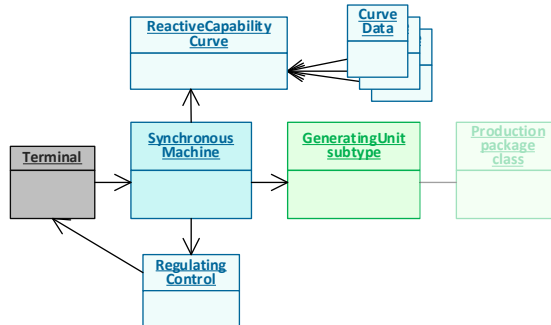 ReactiveCapability
Curve
Curve
Data
Terminal
Synchronous
Machine
GeneratingUnit
subtype
Production
package
class
Regulating
Control